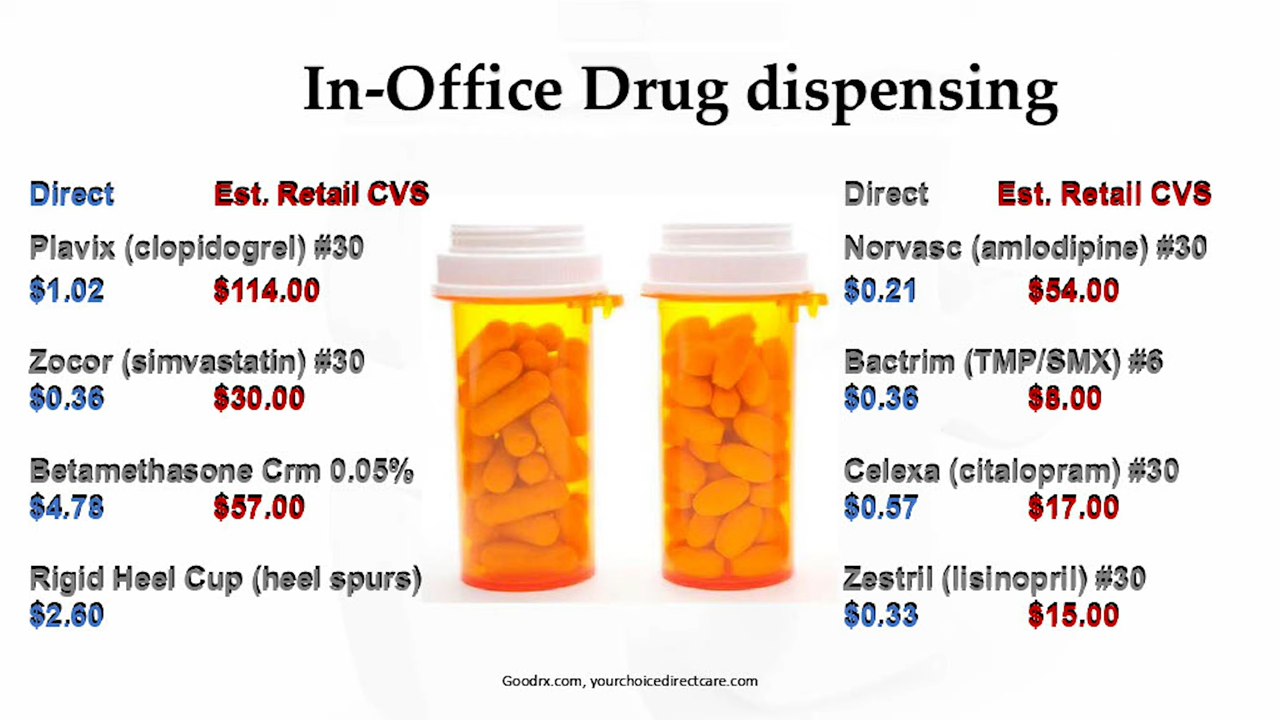 In-Office Drug dispensing
Direct Est. Retail CVS
Plavix (clopidogrel) #30
$1.02 $114.00
Zocor (simvastatin) #30
$0.36 $30.00
Betamethasone Crm 0.05%
$4.78 $57.00
Rigid Heel Cup (heel spurs)
$2.60
Direct Est. Retail CVS
Norvasc (amlodipine) #30
$0.21 $54.00
Bactrim (TMP/SMX) #6
$0.36 $8.00
Celexa (citalopram) #30
$0.57 $17.00
Zestril (lisinopril) #30
$0.33 $15.00
Goodrx.com, yourchoicedirectcare.com